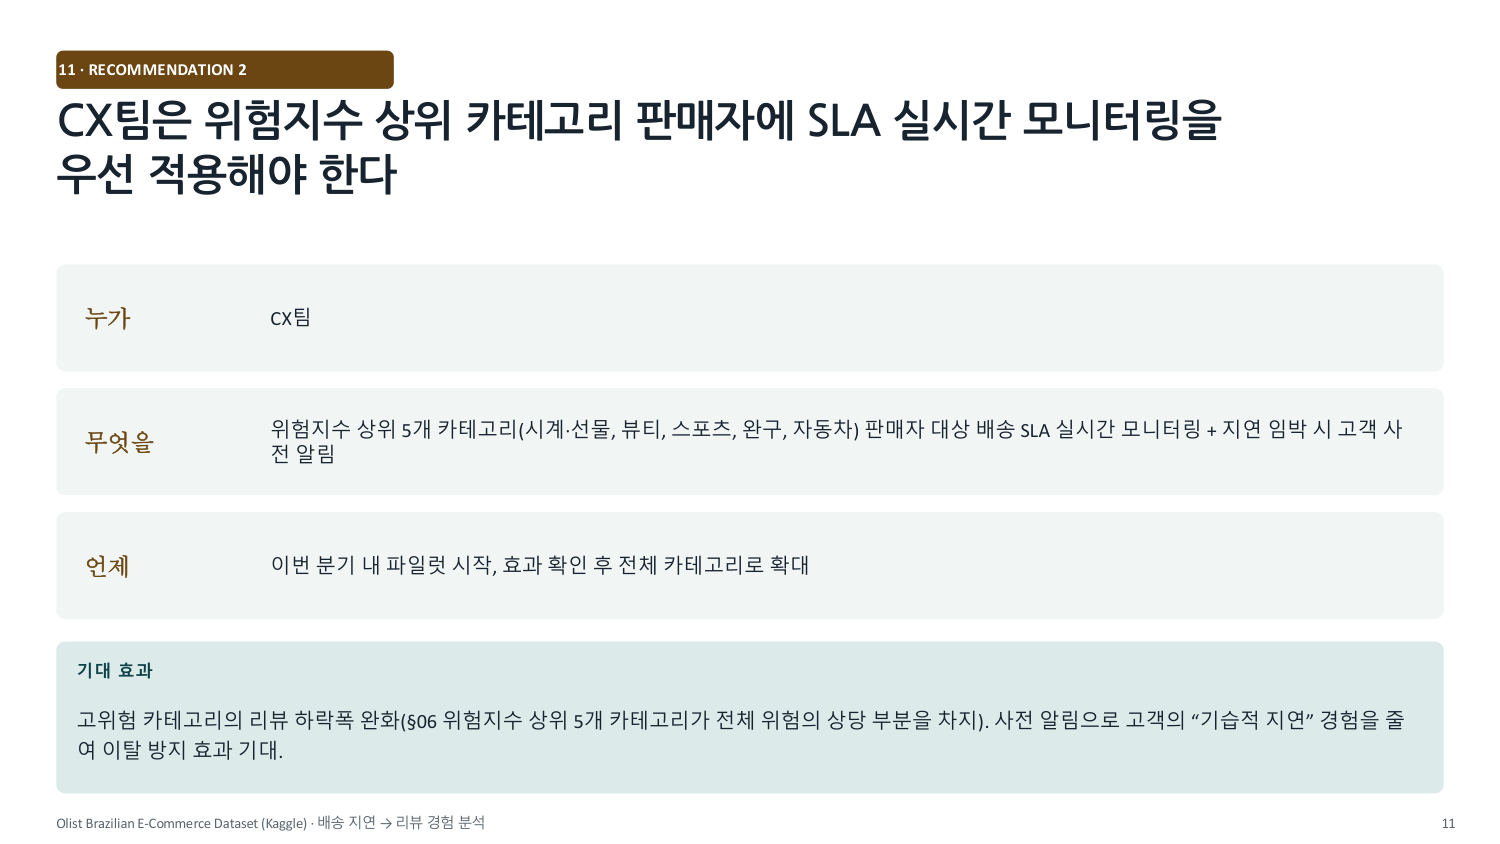 11 · RECOMMENDATION 2
CX팀은 위험지수 상위 카테고리 판매자에 SLA 실시간 모니터링을
우선 적용해야 한다
누가
CX팀
무엇을
위험지수 상위 5개 카테고리(시계·선물, 뷰티, 스포츠, 완구, 자동차) 판매자 대상 배송 SLA 실시간 모니터링 + 지연 임박 시 고객 사
전 알림
언제
이번 분기 내 파일럿 시작, 효과 확인 후 전체 카테고리로 확대
기대 효과
고위험 카테고리의 리뷰 하락폭 완화(§06 위험지수 상위 5개 카테고리가 전체 위험의 상당 부분을 차지). 사전 알림으로 고객의 “기습적 지연” 경험을 줄
여 이탈 방지 효과 기대.
Olist Brazilian E-Commerce Dataset (Kaggle) · 배송 지연 → 리뷰 경험 분석
11